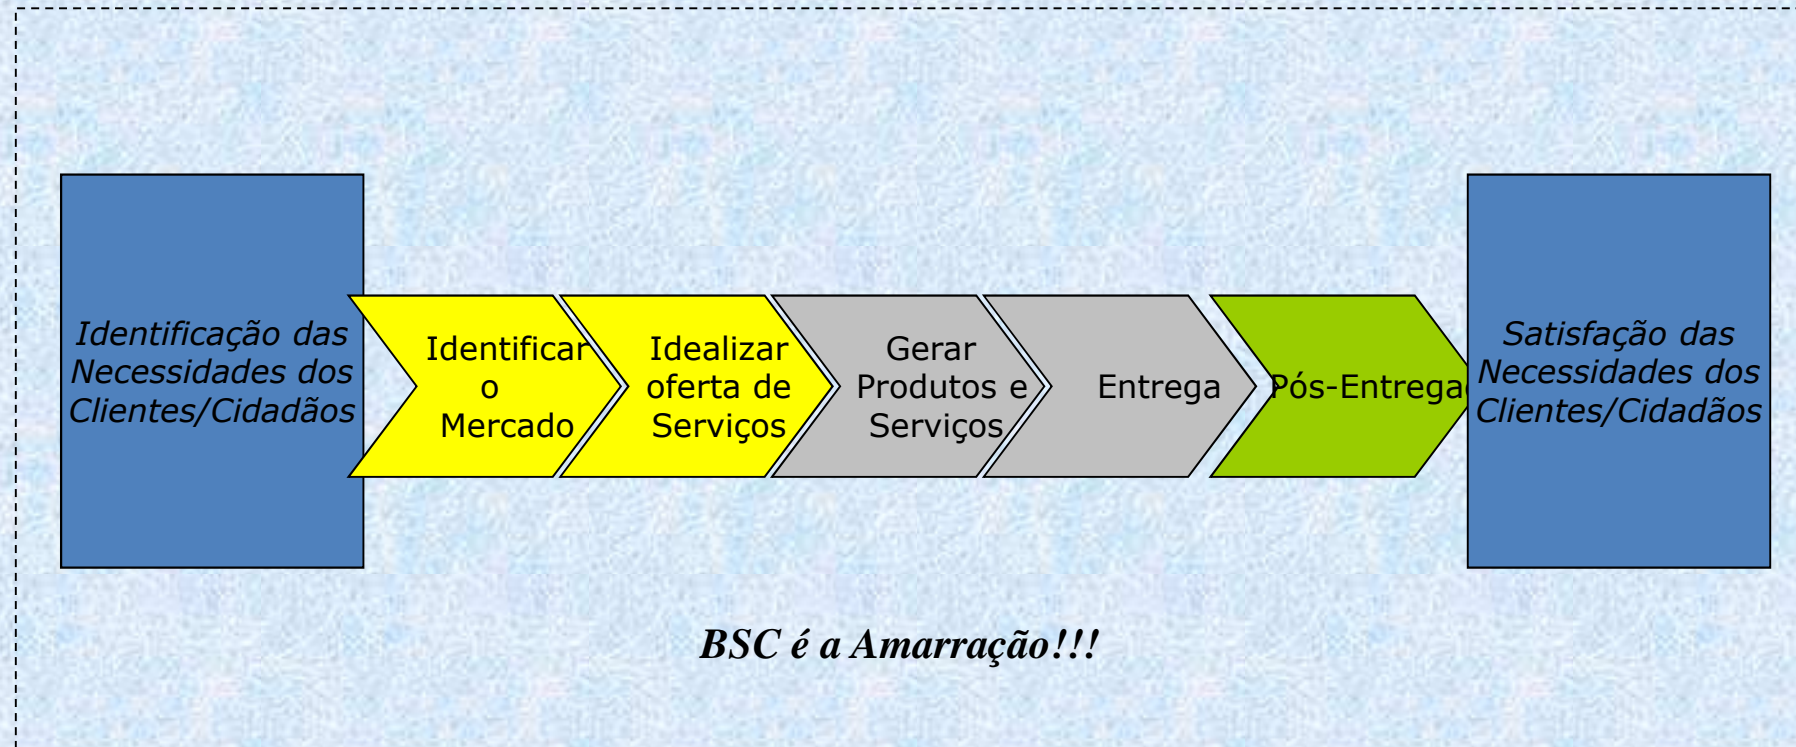 Identificação das
Necessidades dos
Clientes/Cidadãos
Identificar
o
Mercado
Idealizar
oferta de
Serviços
Gerar
Produtos e
Serviços
Entrega
Pós-Entrega
Satisfação das
Necessidades dos
Clientes/Cidadãos
BSC é a Amarração!!!